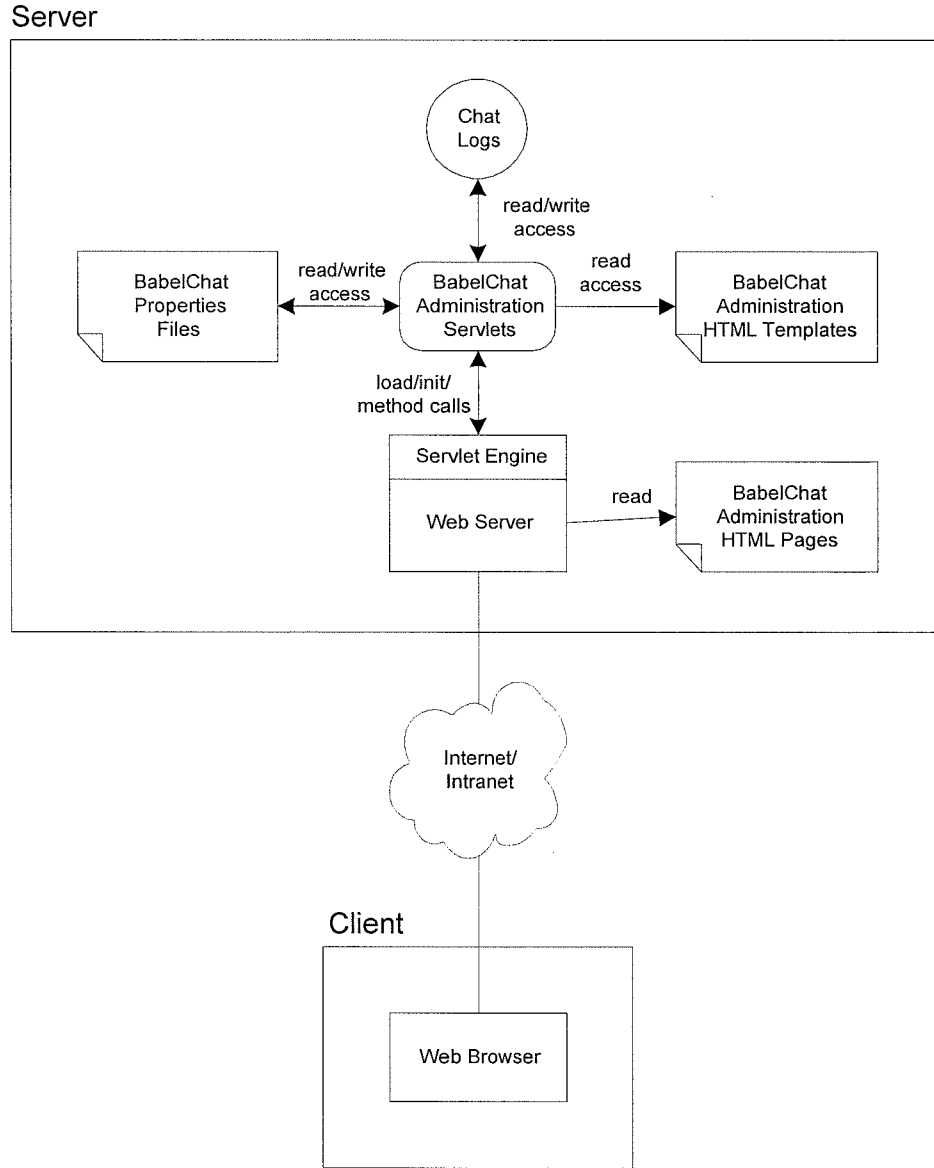 Server
Chat
Logs
read/write
access
BabelChat
Properties
Files
read/write
access
BabelChat
Administration
Servlets
read
access
BabelChat
Administration
HTML Templates
load/init/
method calls
Servlet Engine
Web Server
read
BabelChat
Administration
HTML Pages
Internet/
Intranet
Client
Web Browser